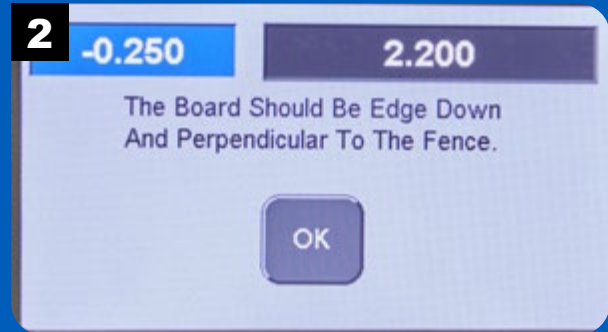 2
-0.250 2.200
The Board Should Be Edge Down
And Perpendicular To The Fence.
OK